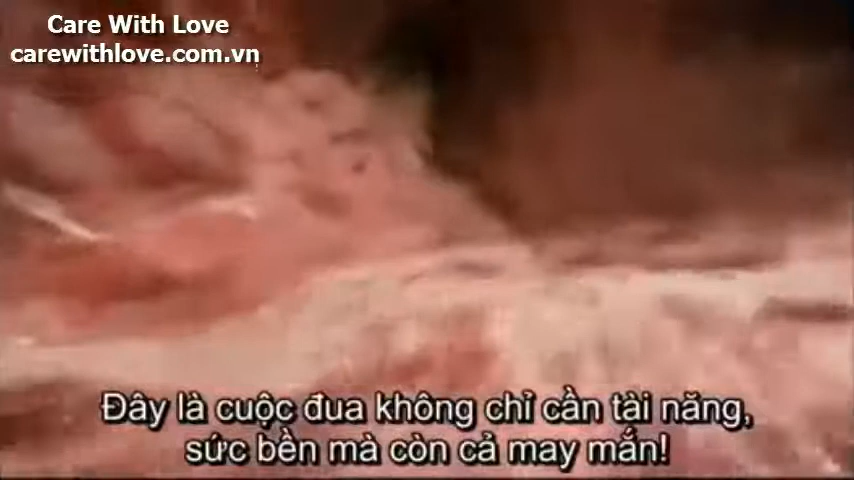 Care With Love
carewithlove.com.vn
Đây là cuộc đua không chỉ cần tài năng,
sức bền mà còn cả may mắn!